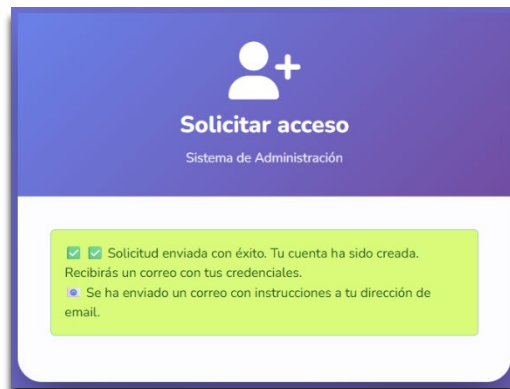 Solicitar acceso
Sistema de Administración
✅ ✅ Solicitud enviada con éxito. Tu cuenta ha sido creada.
Recibirás un correo con tus credenciales.
📧 Se ha enviado un correo con instrucciones a tu dirección de
email.